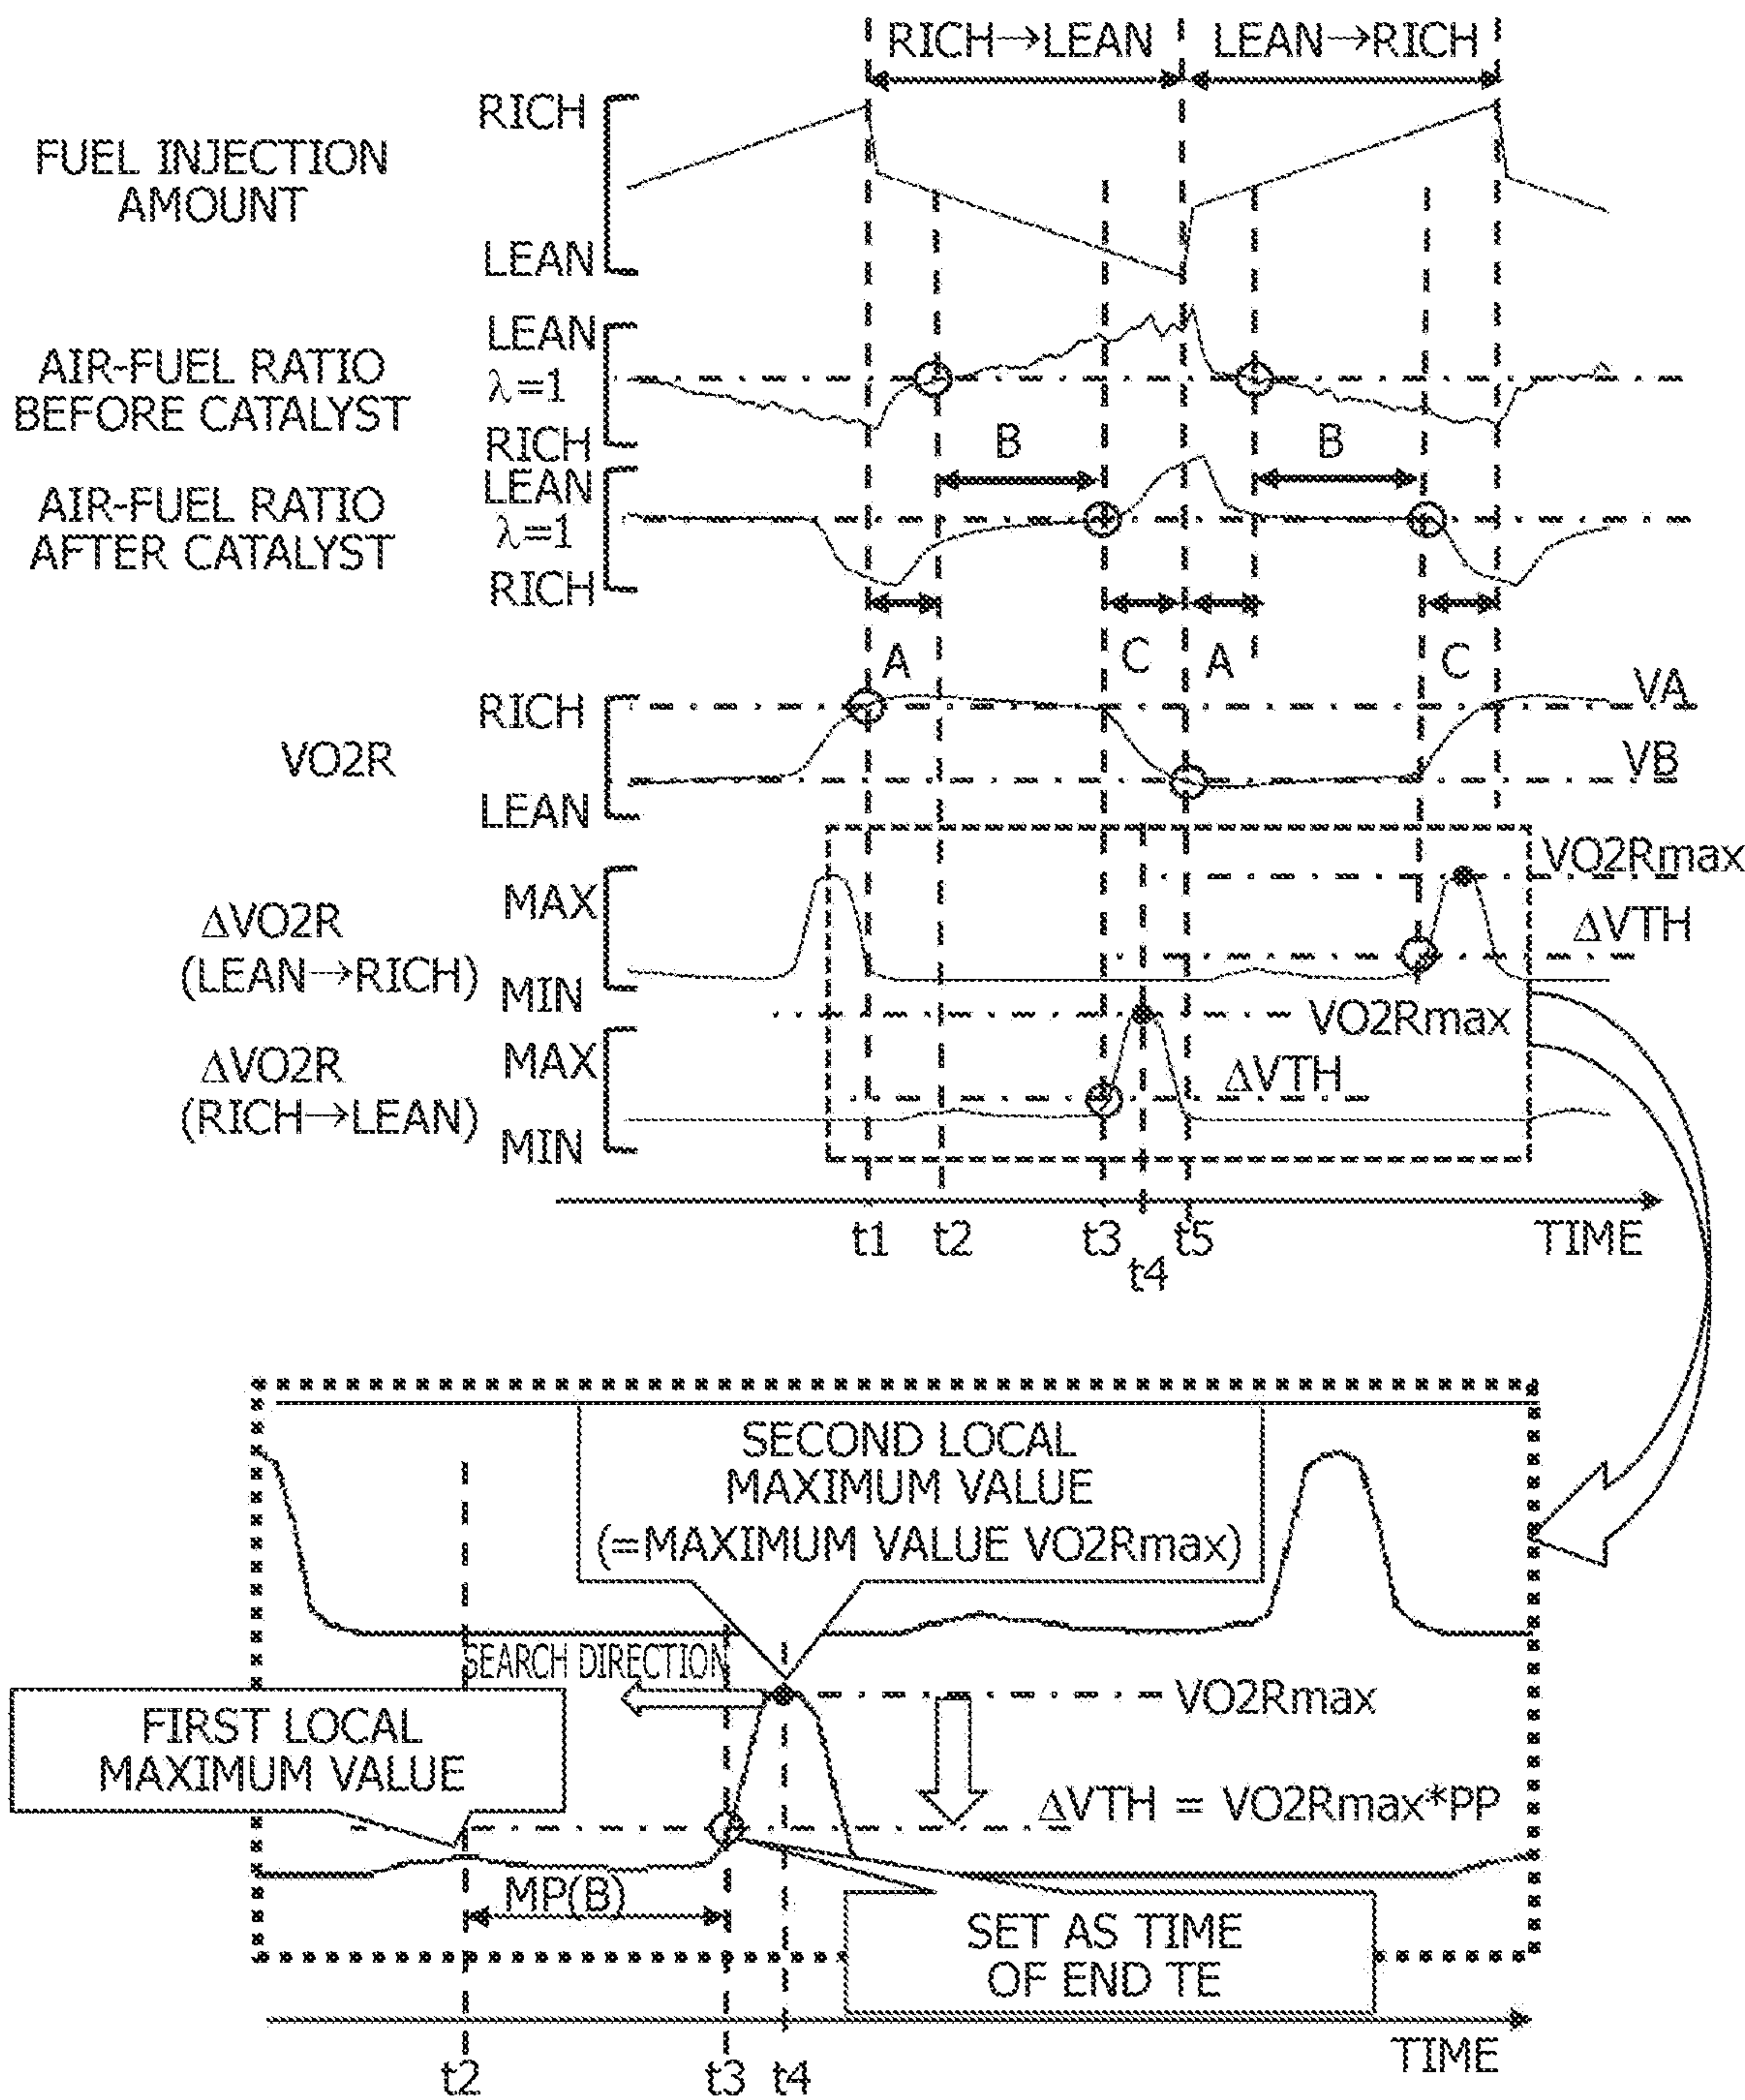 RICH→LEAN LEAN→RICH
RICH
FUEL INJECTION
AMOUNT
LEAN
LEAN
AIR-FUEL RATIO
BEFORE CATALYST
λ=1
RICH
B B
LEAN
AIR-FUEL RATIO
AFTER CATALYST
λ=1
RICH
A C A C
RICH
VA
VO2R
VB
LEAN
VO2Rmax
MAX
ΔVO2R
(LEAN→RICH)
ΔVTH
MIN
VO2Rmax
MAX
ΔVO2R
(RICH→LEAN)
ΔVTH
MIN
t1 t2 t3 t4 t5 TIME
SECOND LOCAL
MAXIMUM VALUE
(=MAXIMUM VALUE VO2Rmax)
SEARCH DIRECTION
VO2Rmax
FIRST LOCAL
MAXIMUM VALUE
ΔVTH = VO2Rmax*PP
MP(B)
SET AS TIME
OF END TE
TIME
t2 t3 t4